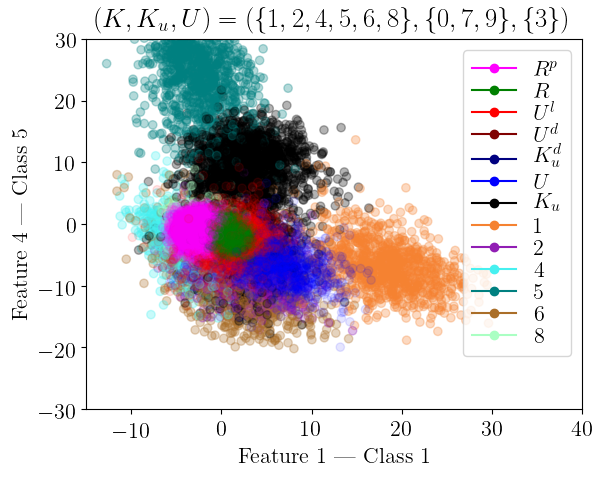 (K, K_u, U) = ({1, 2, 4, 5, 6, 8}, {0, 7, 9}, {3})
30
20
10
0
−10
−20
−30
Feature 4 — Class 5
−10
0
10
20
30
40
Feature 1 — Class 1
R^p
R
U^l
U^d
K_u^d
U
K_u
1
2
4
5
6
8